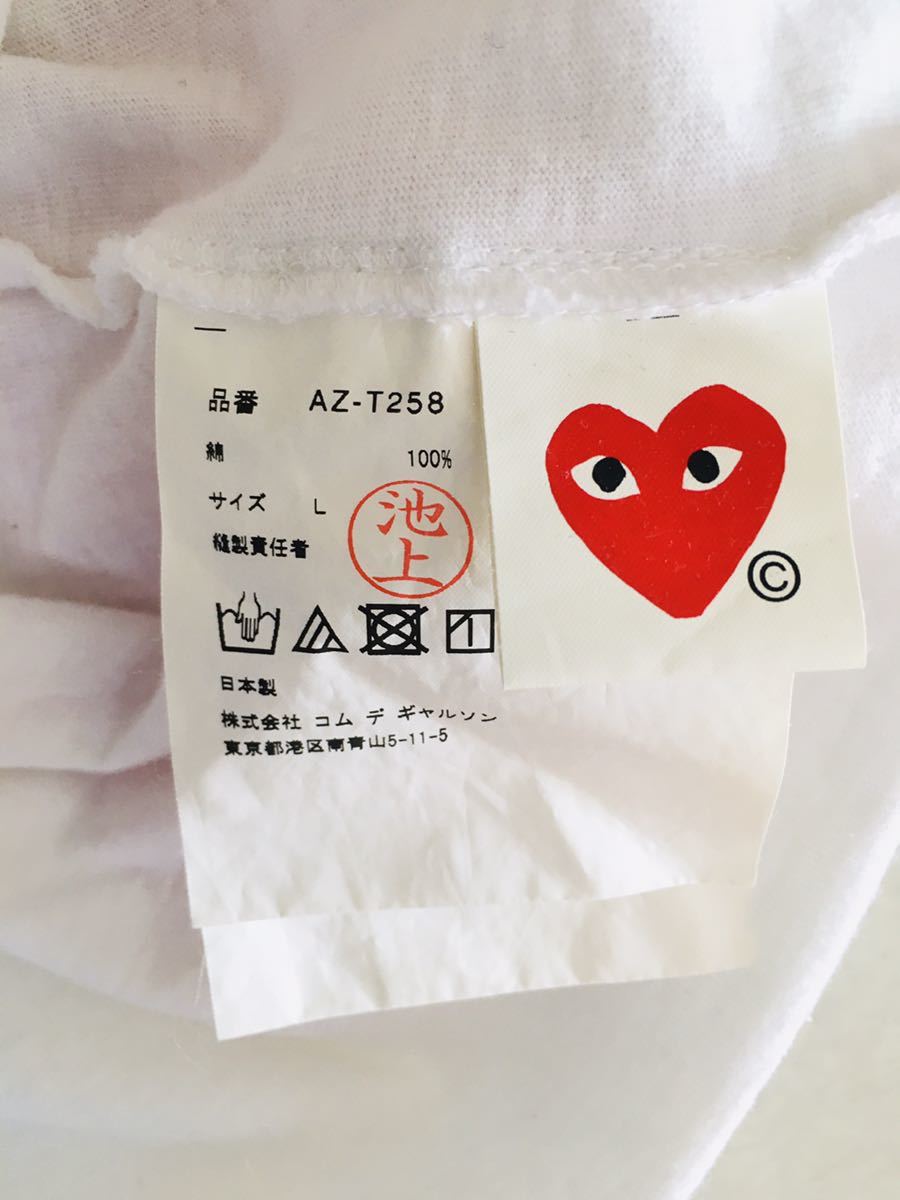 品番 AZ-T258
綿 100%
サイズ L
縫製責任者 池上
日本製
株式会社 コム デ ギャルソン
東京都港区南青山5-11-5
©